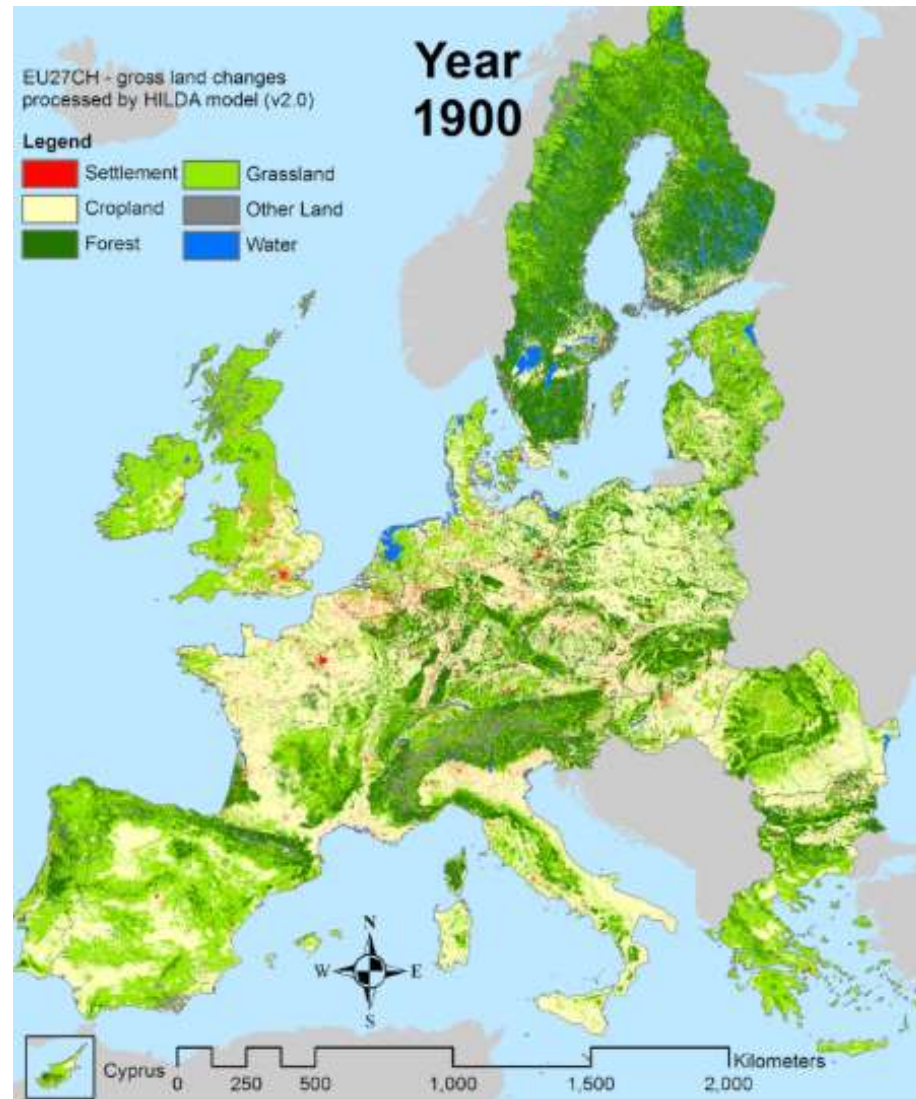 Year
1900
EU27CH - gross land changes
processed by HILDA model (v2.0)
Legend
Settlement Grassland
Cropland Other Land
Forest Water
N
W E
S
Cyprus
Kilometers
0 250 500 1,000 1,500 2,000